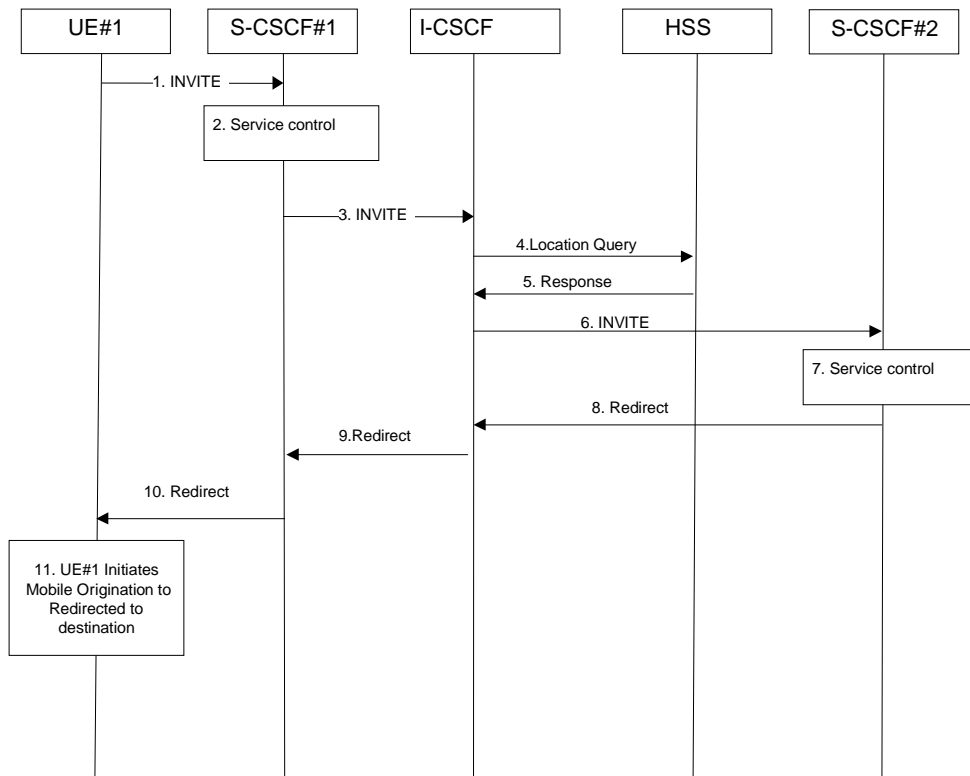 UE#1
S-CSCF#1
I-CSCF
HSS
S-CSCF#2
1. INVITE
2. Service control
3. INVITE
4.Location Query
5. Response
6. INVITE
7. Service control
8. Redirect
9.Redirect
10. Redirect
11. UE#1 Initiates
Mobile Origination to
Redirected to
destination